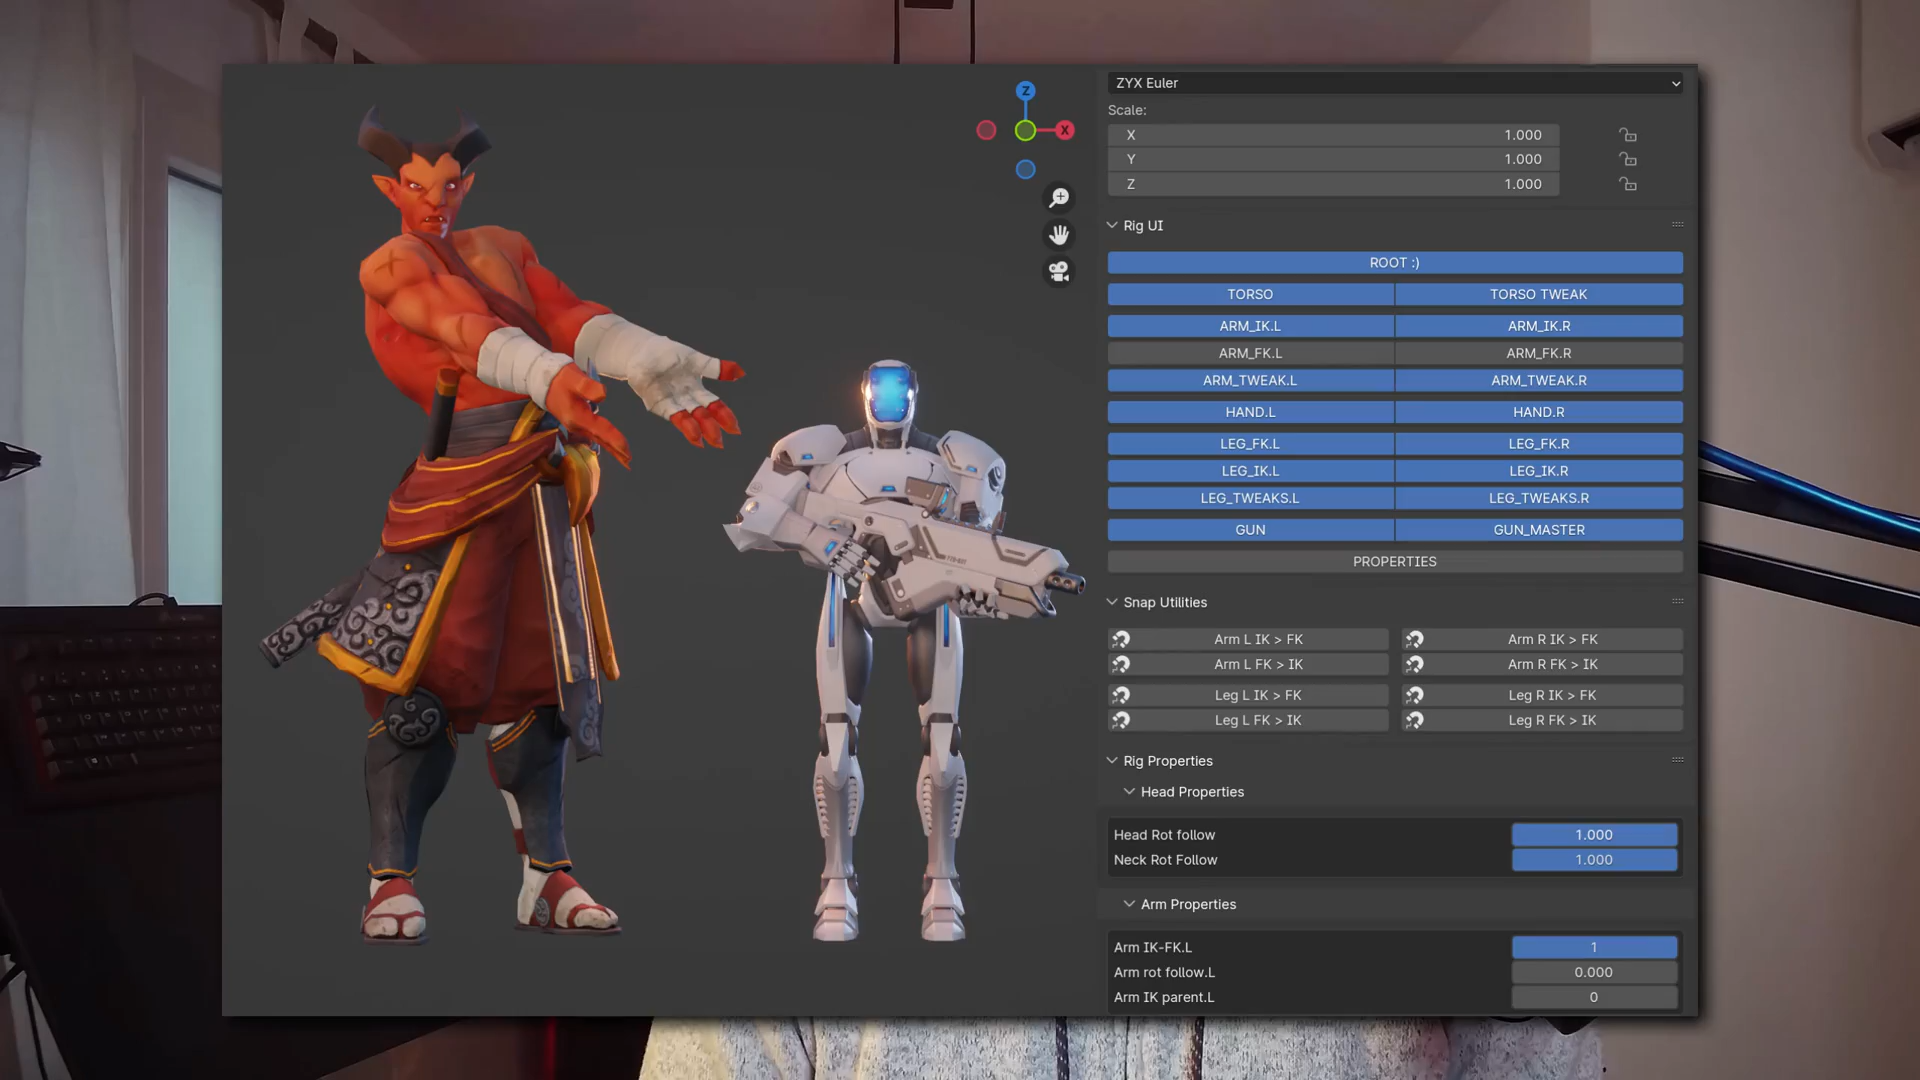 Z
X
ZYX Euler
Scale:
X 1.000
Y 1.000
Z 1.000
Rig UI
ROOT :)
TORSO TORSO TWEAK
ARM_IK.L ARM_IK.R
ARM_FK.L ARM_FK.R
ARM_TWEAK.L ARM_TWEAK.R
HAND.L HAND.R
LEG_FK.L LEG_FK.R
LEG_IK.L LEG_IK.R
LEG_TWEAKS.L LEG_TWEAKS.R
GUN GUN_MASTER
PROPERTIES
Snap Utilities
Arm L IK > FK Arm R IK > FK
Arm L FK > IK Arm R FK > IK
Leg L IK > FK Leg R IK > FK
Leg L FK > IK Leg R FK > IK
Rig Properties
Head Properties
Head Rot follow 1.000
Neck Rot Follow 1.000
Arm Properties
Arm IK-FK.L 1
Arm rot follow.L 0.000
Arm IK parent.L 0